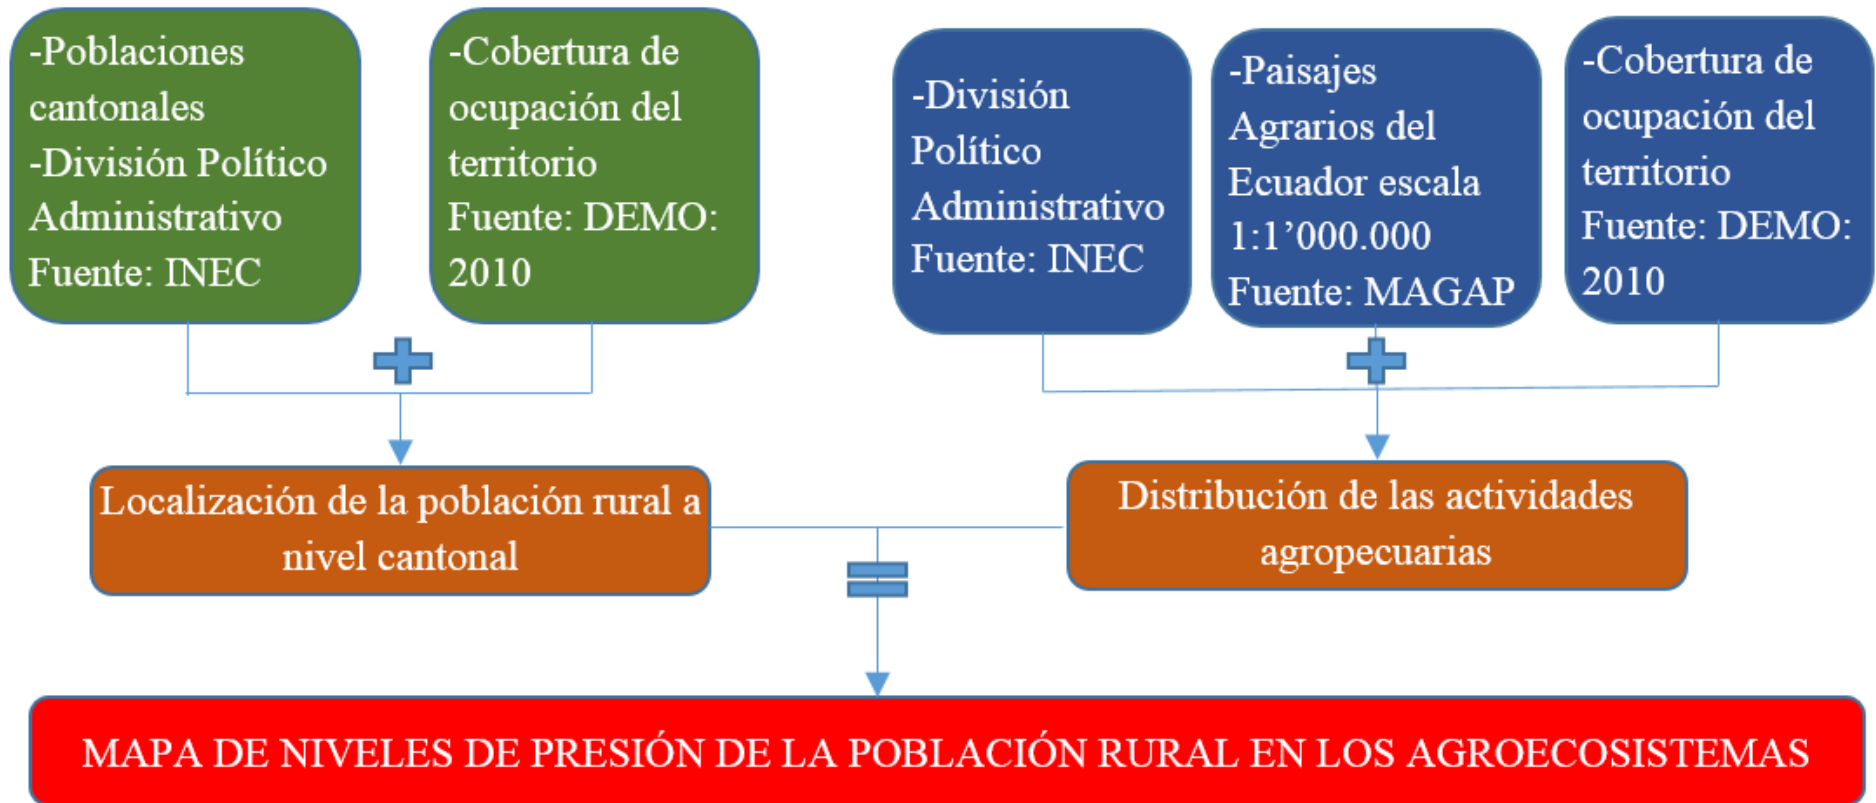 -Poblaciones
cantonales
-División Político
Administrativo
Fuente: INEC
-Cobertura de
ocupación del
territorio
Fuente: DEMO:
2010
-División
Político
Administrativo
Fuente: INEC
-Paisajes
Agrarios del
Ecuador escala
1:1’000.000
Fuente: MAGAP
-Cobertura de
ocupación del
territorio
Fuente: DEMO:
2010
Localización de la población rural a
nivel cantonal
Distribución de las actividades
agropecuarias
MAPA DE NIVELES DE PRESIÓN DE LA POBLACIÓN RURAL EN LOS AGROECOSISTEMAS